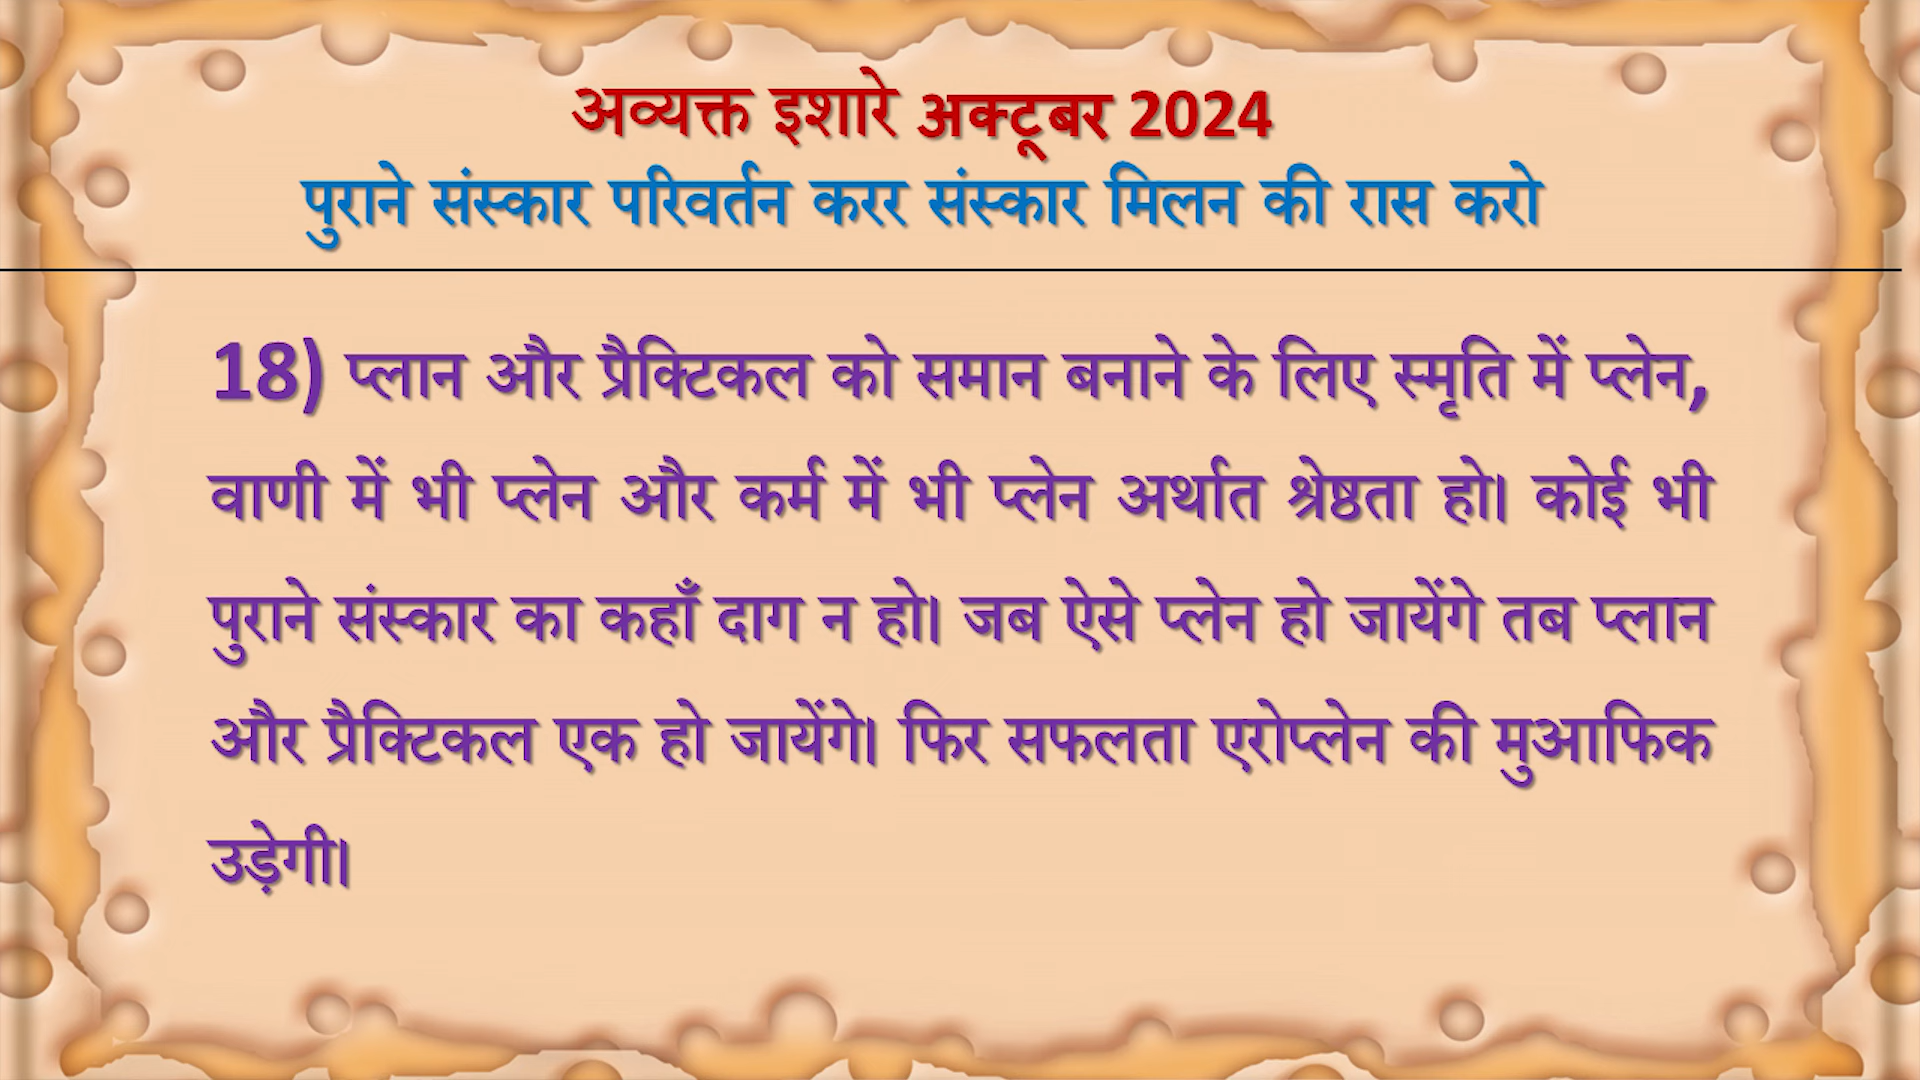 अव्यक्त इशारे अक्टूबर 2024
पुराने संस्कार परिवर्तन करर संस्कार मिलन की रास करो
18) प्लान और प्रैक्टिकल को समान बनाने के लिए स्मृति में प्लेन,
वाणी में भी प्लेन और कर्म में भी प्लेन अर्थात श्रेष्ठता हो। कोई भी
पुराने संस्कार का कहाँ दाग न हो। जब ऐसे प्लेन हो जायेंगे तब प्लान
और प्रैक्टिकल एक हो जायेंगे। फिर सफलता एरोप्लेन की मुआफिक
उड़ेगी।